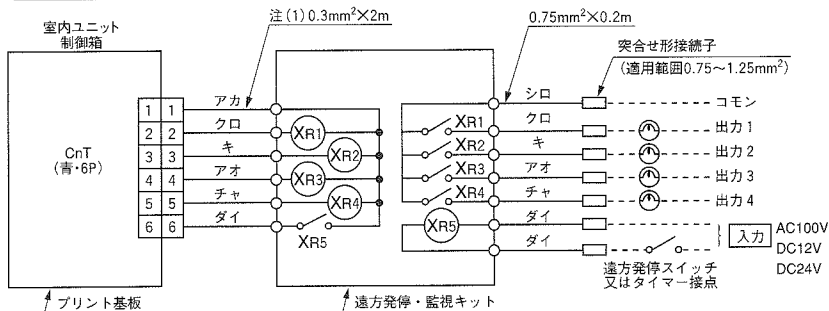 注(1)0.3mm²×2m
0.75mm²×0.2m
突合せ形接続子
(適用範囲0.75~1.25mm²)
室内ユニット
制御箱
CnT
(青・6P)
プリント基板
1 1 アカ
2 2 クロ
3 3 キ
4 4 アオ
5 5 チャ
6 6 ダイ
XR1
XR2
XR3
XR4
XR5
遠方発停・監視キット
XR1
XR2
XR3
XR4
XR5
シロ コモン
クロ 出力1
キ 出力2
アオ 出力3
チャ 出力4
ダイ
ダイ
入力
AC100V
DC12V
DC24V
遠方発停スイッチ
又はタイマー接点